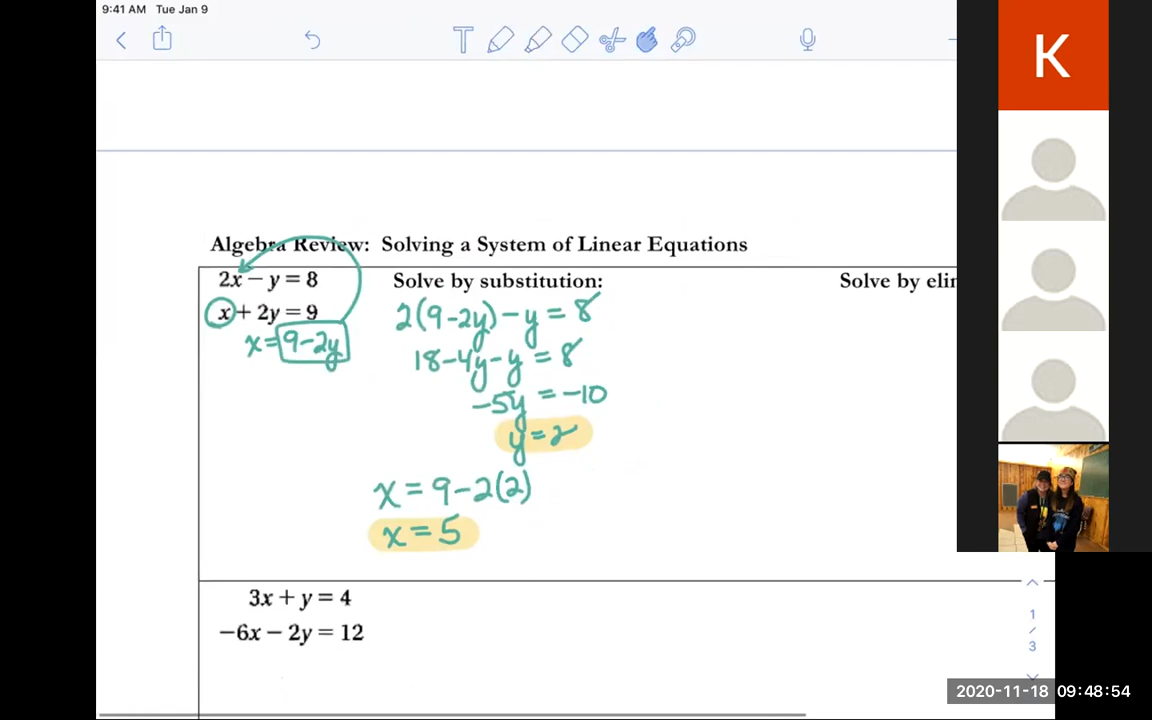 9:41 AM Tue Jan 9
T
K
Algebra Review: Solving a System of Linear Equations
2x − y = 8
x + 2y = 9
x = 9-2y
Solve by substitution:
2(9-2y) - y = 8
18-4y-y = 8
-5y = -10
y = 2
x = 9-2(2)
x = 5
Solve by elin
3x + y = 4
−6x − 2y = 12
1
/
3
2020-11-18 09:48:54